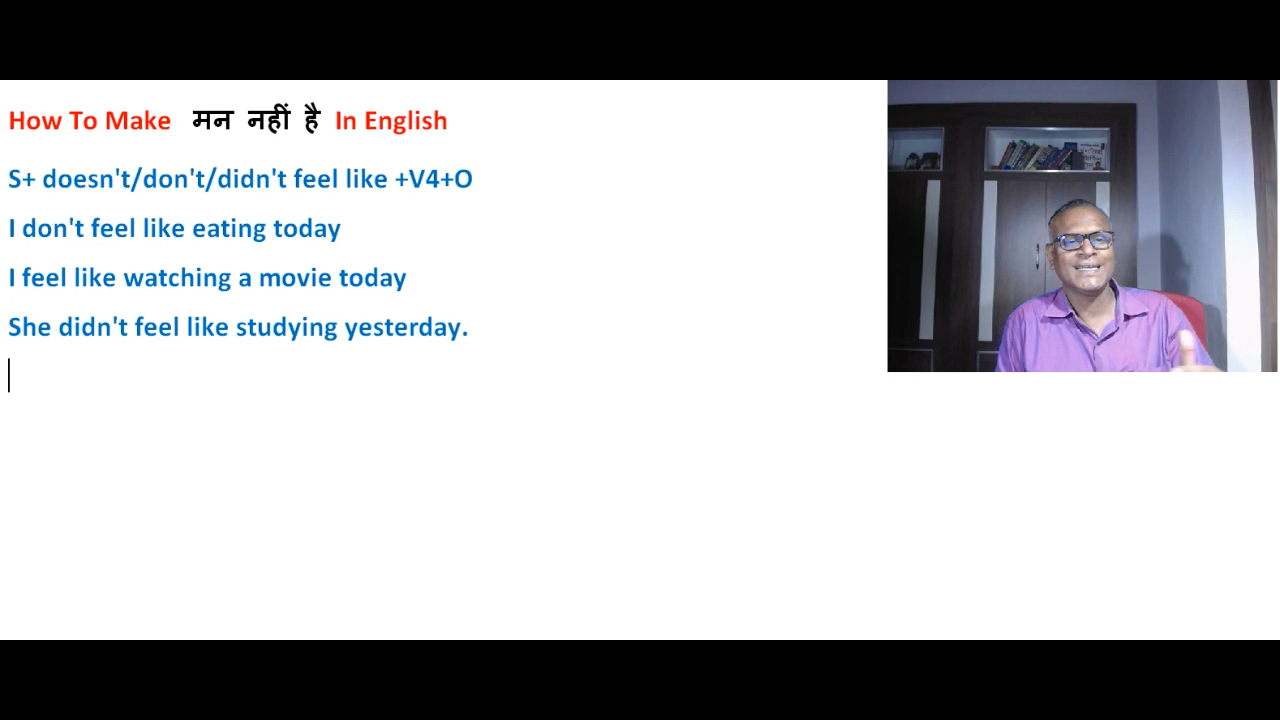 How To Make मन नहीं है In English
S+ doesn't/don't/didn't feel like +V4+O
I don't feel like eating today
I feel like watching a movie today
She didn't feel like studying yesterday.